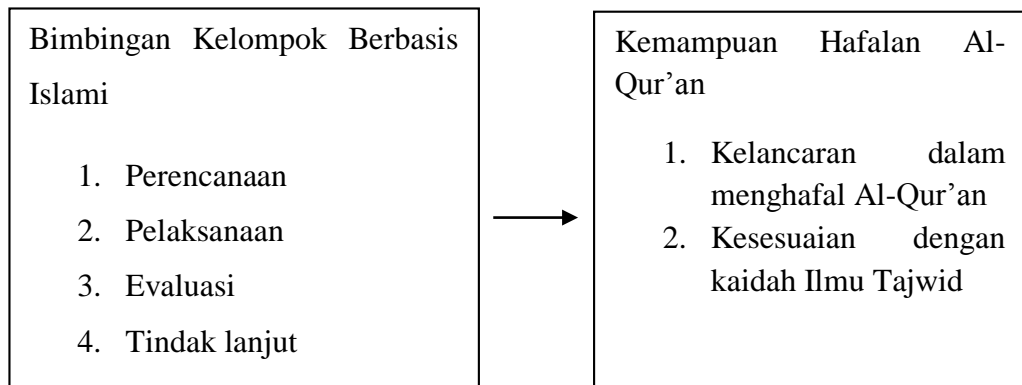 Bimbingan Kelompok Berbasis
Islami
1. Perencanaan
2. Pelaksanaan
3. Evaluasi
4. Tindak lanjut
Kemampuan Hafalan Al-
Qur’an
1. Kelancaran dalam
menghafal Al-Qur’an
2. Kesesuaian dengan
kaidah Ilmu Tajwid